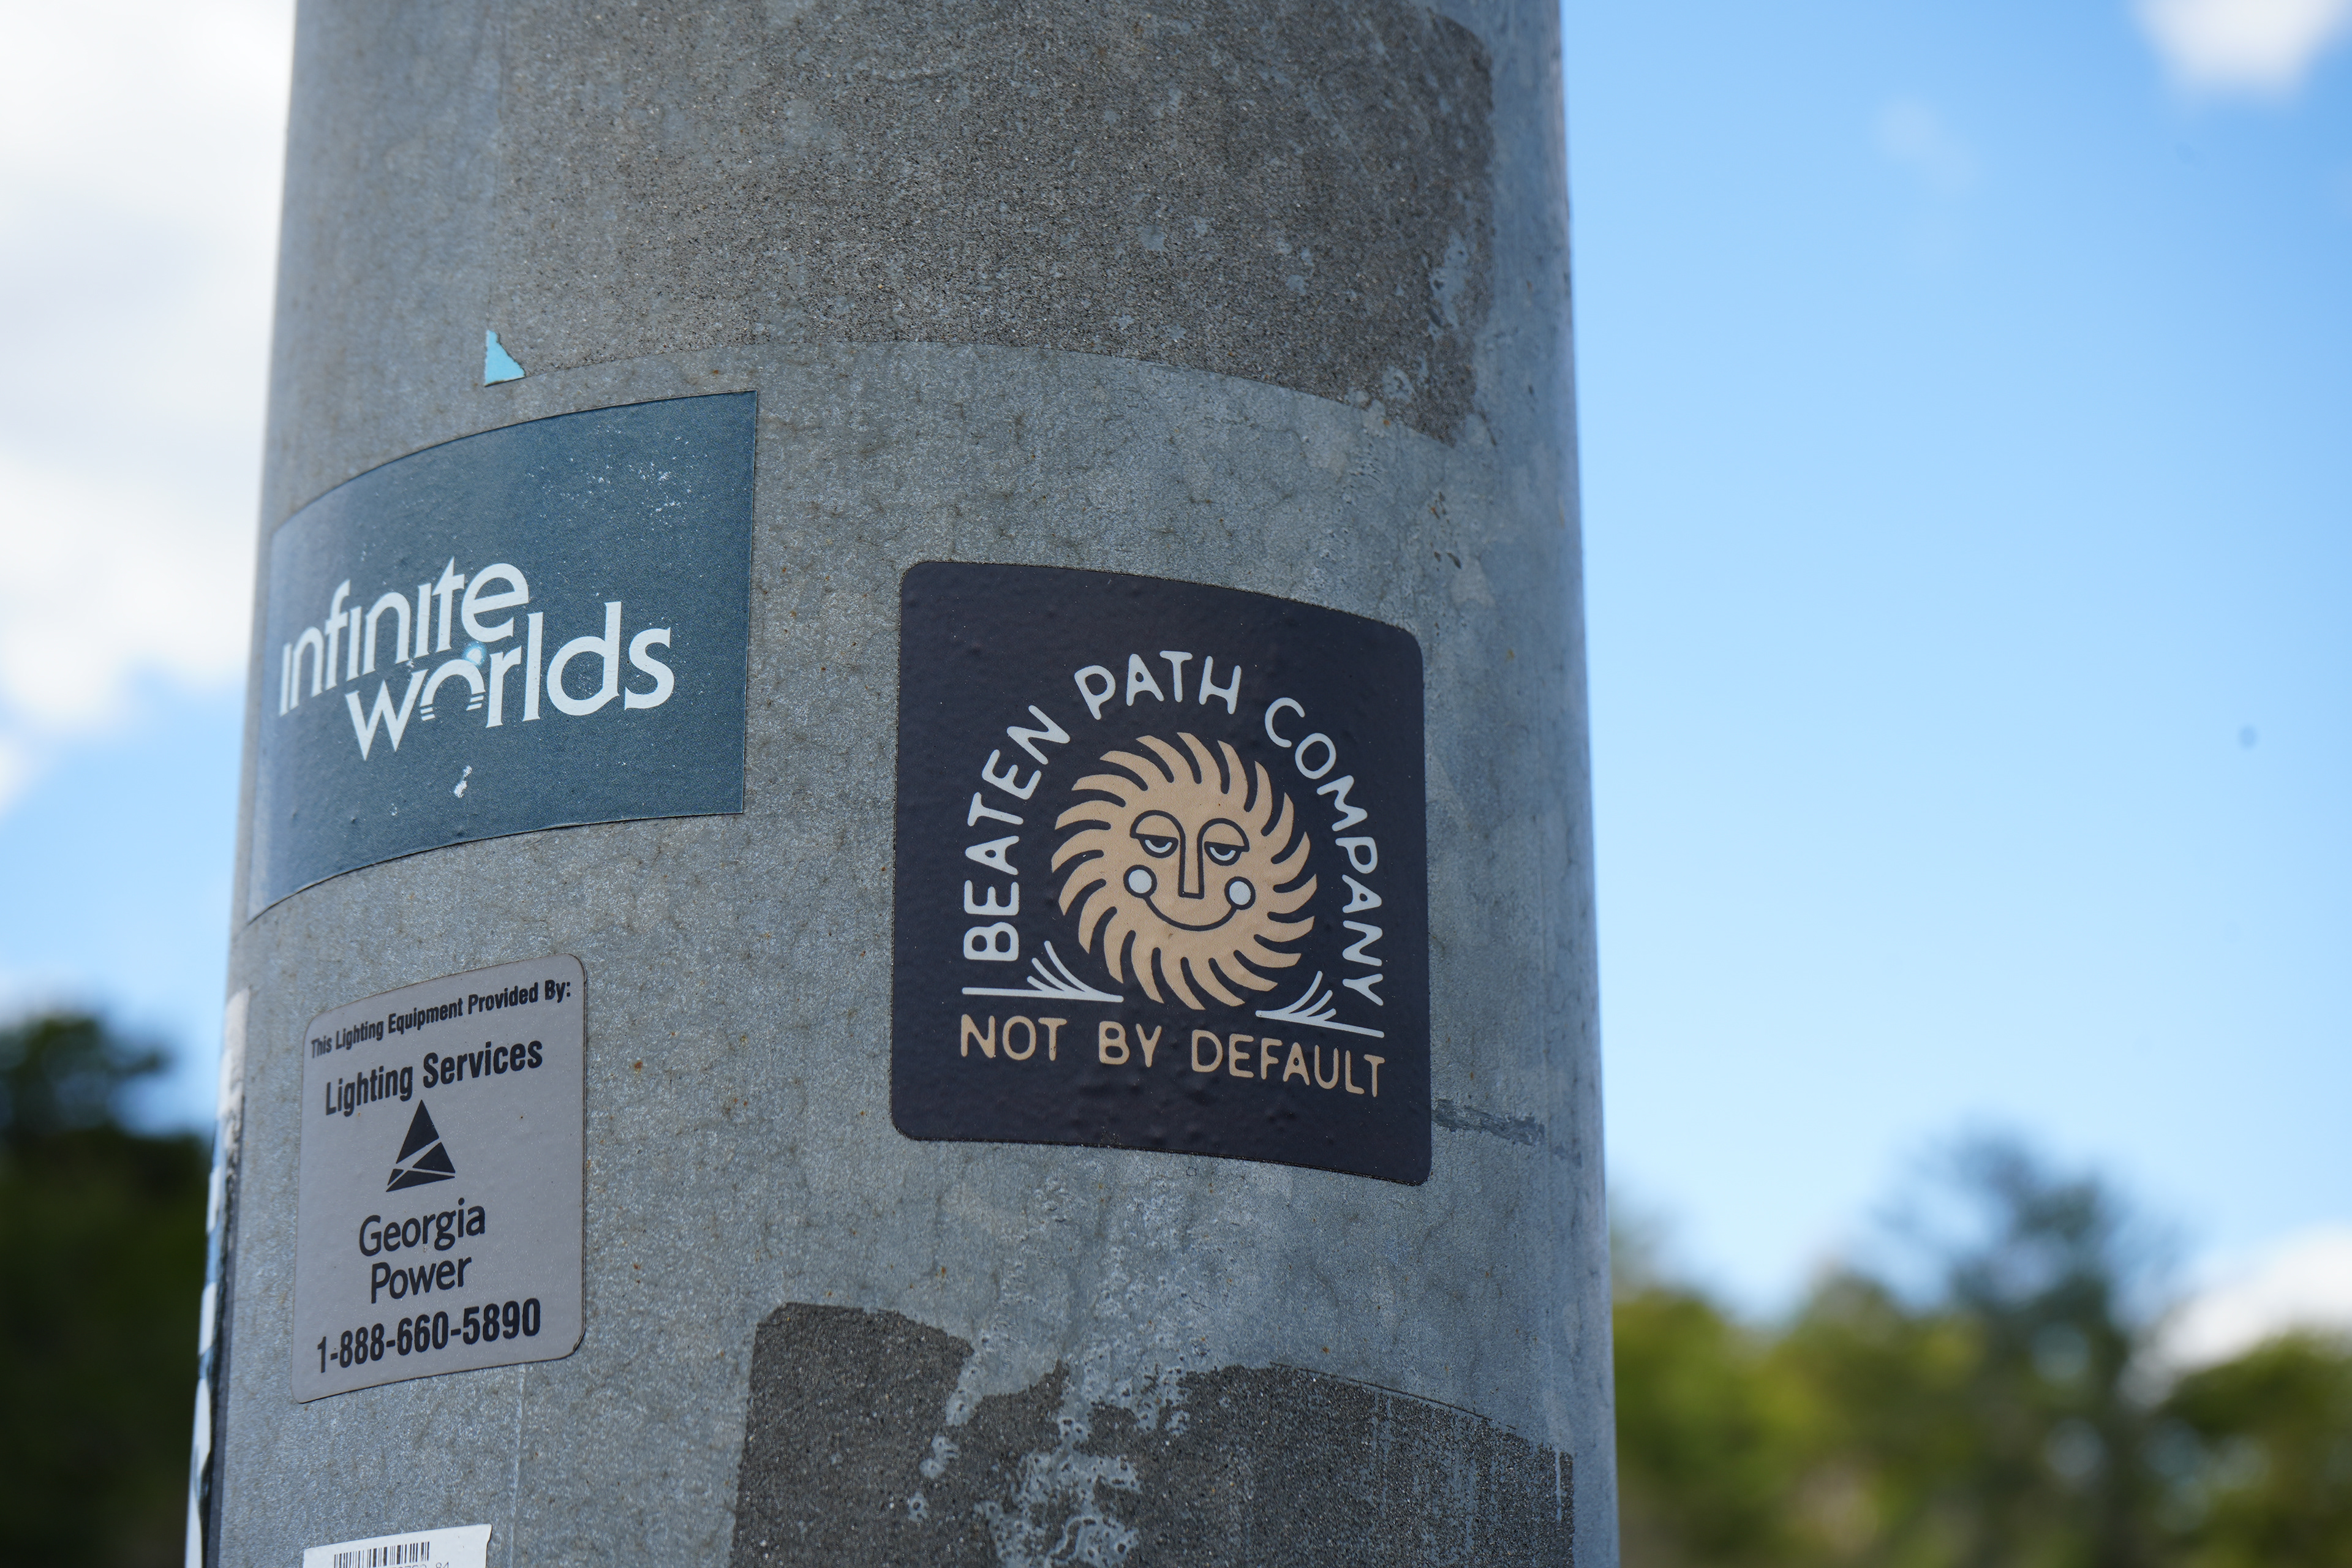 infinite
worlds
BEATEN PATH COMPANY
NOT BY DEFAULT
This Lighting Equipment Provided By:
Lighting Services
Georgia
Power
1-888-660-5890